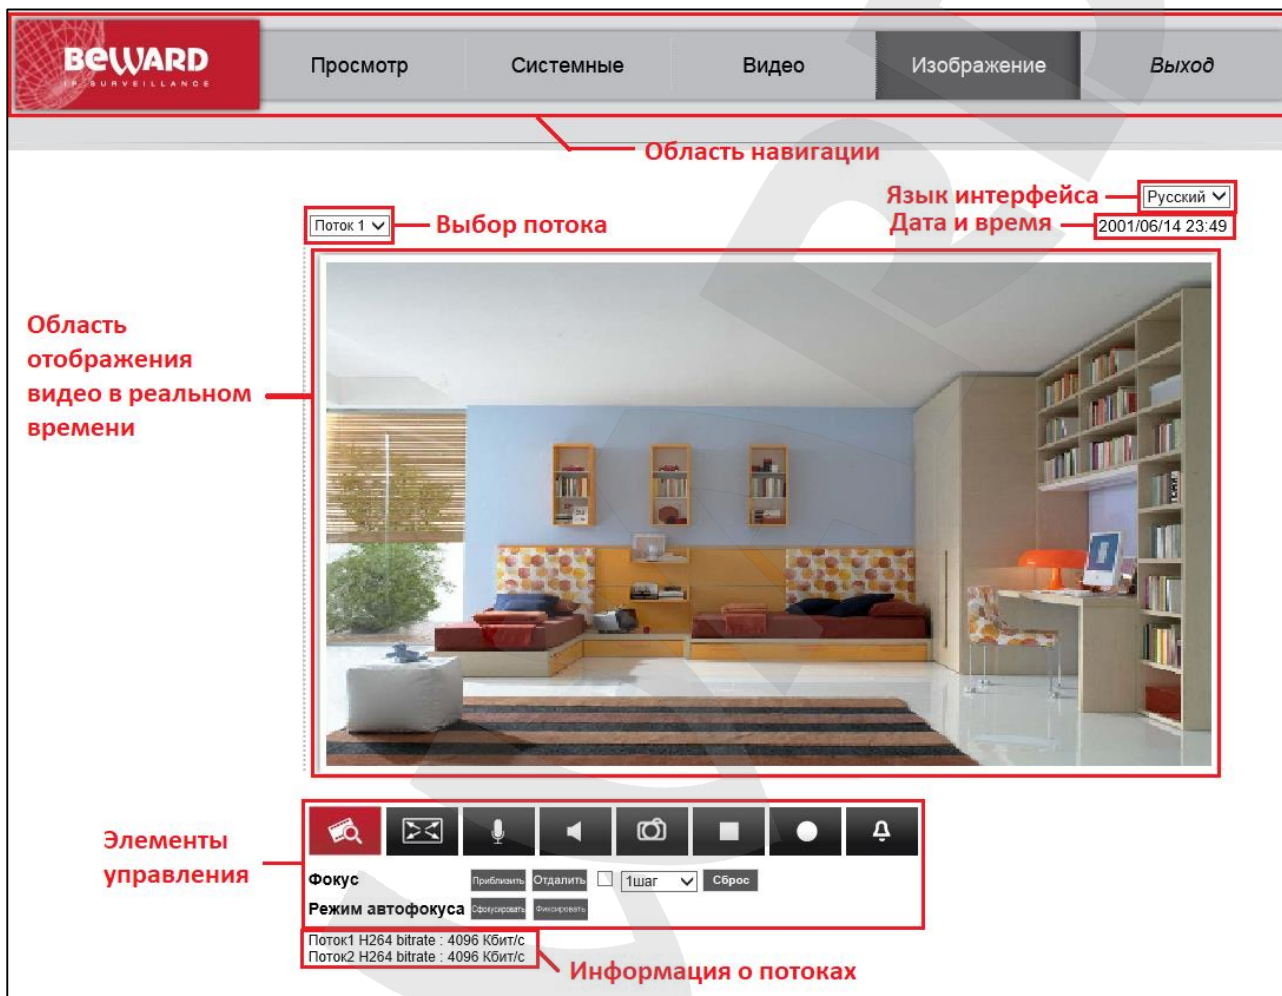 BEWARD
IP SURVEILLANCE
Просмотр
Системные
Видео
Изображение
Выход
Область навигации
Язык интерфейса
Русский
Поток 1
Выбор потока
Дата и время
2001/06/14 23:49
Область
отображения
видео в реальном
времени
Элементы
управления
Фокус
Приблизить
Отдалить
1шаг
Сброс
Режим автофокуса
Сфокусировать
Фиксировать
Поток1 H264 bitrate : 4096 Кбит/с
Поток2 H264 bitrate : 4096 Кбит/с
Информация о потоках